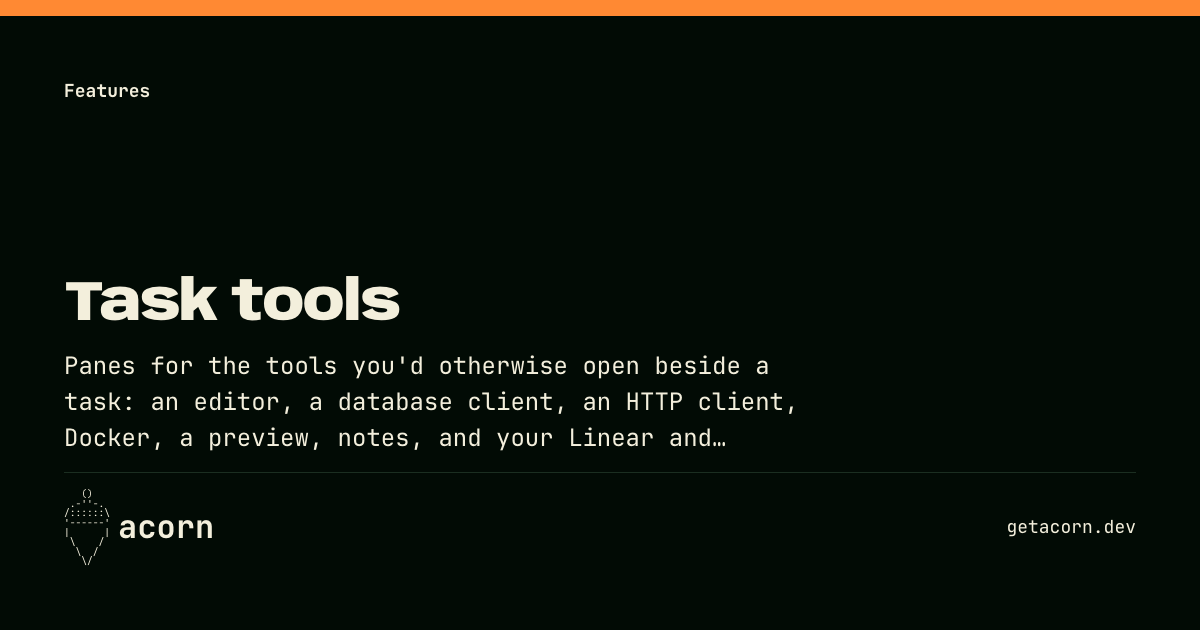 Features
Task tools
Panes for the tools you'd otherwise open beside a
task: an editor, a database client, an HTTP client,
Docker, a preview, notes, and your Linear and…
acorn
getacorn.dev